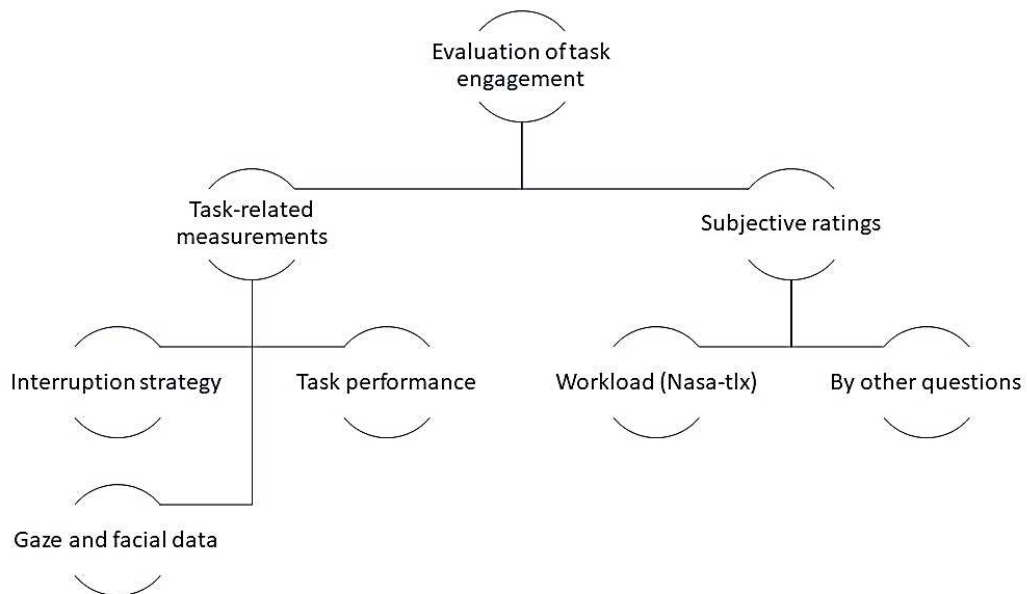 Evaluation of task
engagement
Task-related
measurements
Subjective ratings
Interruption strategy
Task performance
Workload (Nasa-tlx)
By other questions
Gaze and facial data